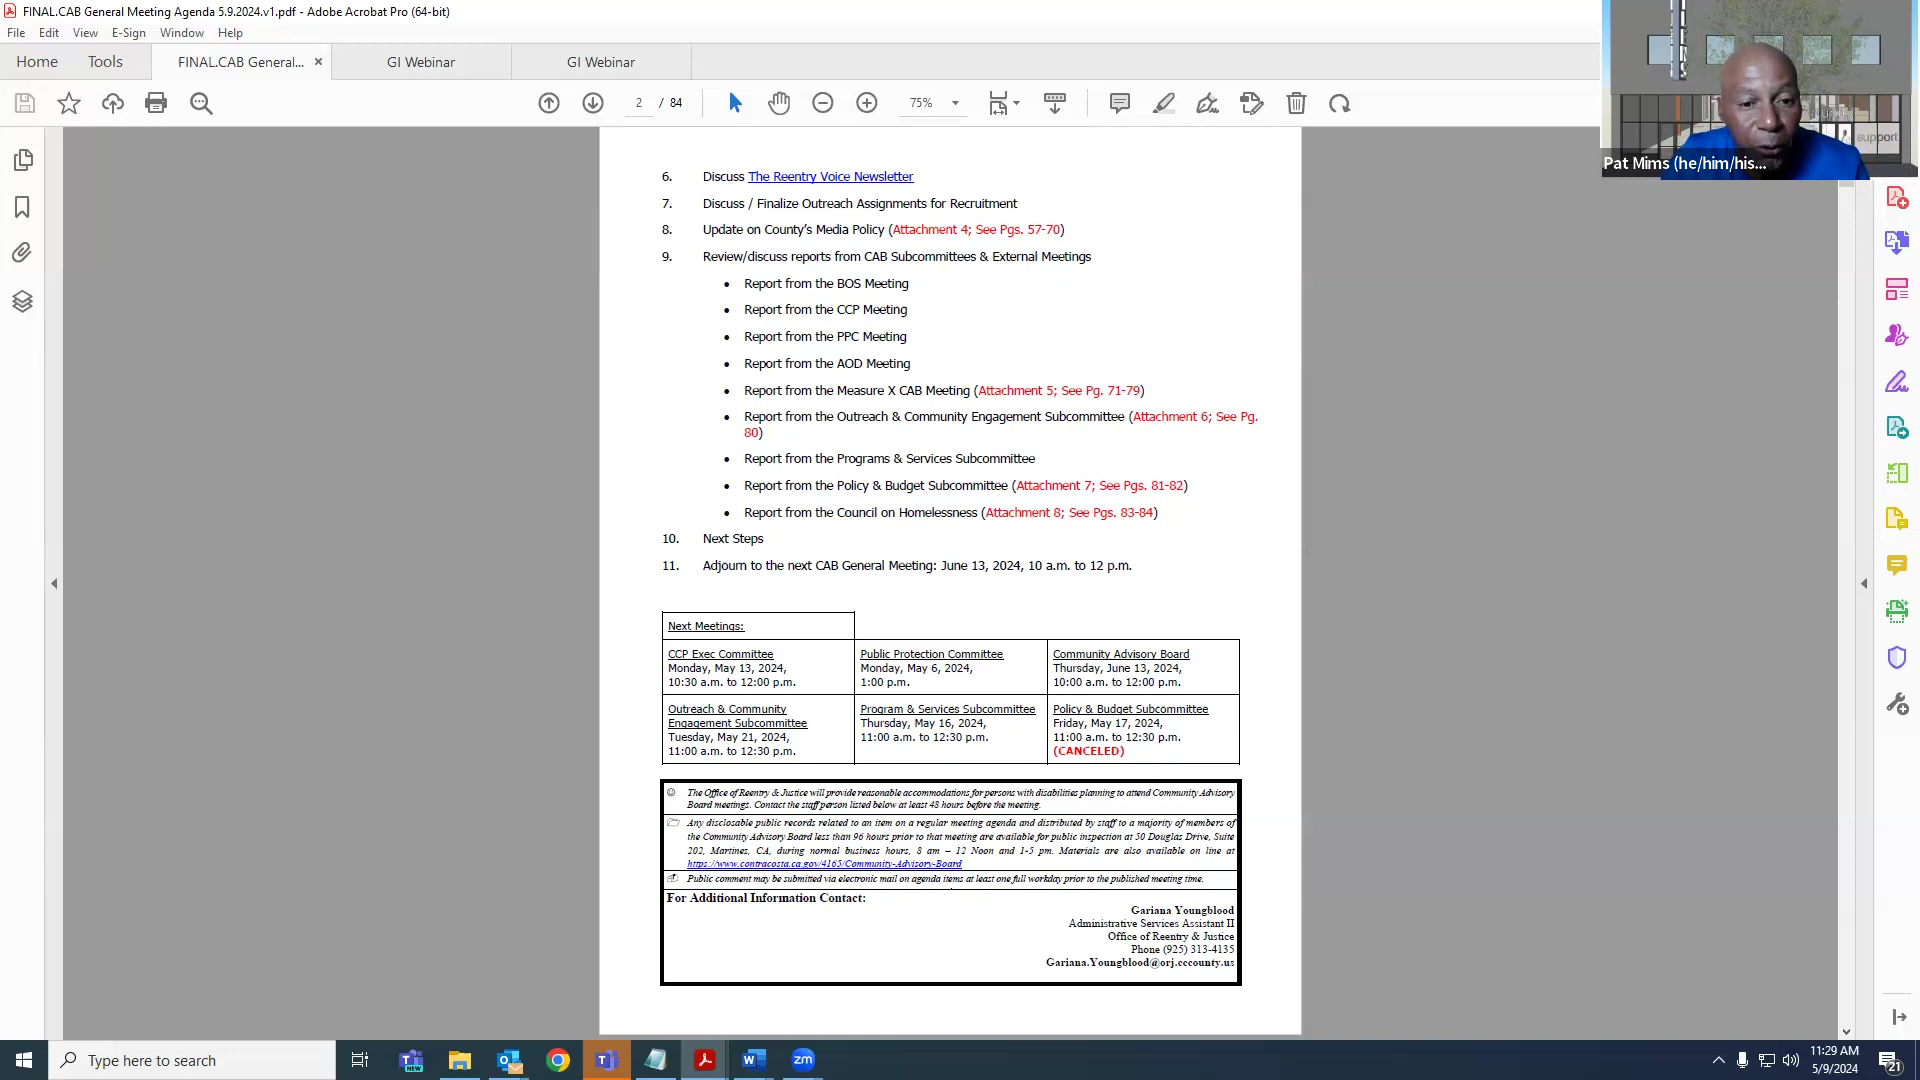 FINAL.CAB General Meeting Agenda 5.9.2024.v1.pdf - Adobe Acrobat Pro (64-bit)
File Edit View E-Sign Window Help
Home Tools FINAL.CAB General... × GI Webinar GI Webinar
2 / 84 75%
support
Pat Mims (he/him/his...
6. Discuss The Reentry Voice Newsletter
7. Discuss / Finalize Outreach Assignments for Recruitment
8. Update on County's Media Policy (Attachment 4; See Pgs. 57-70)
9. Review/discuss reports from CAB Subcommittees & External Meetings
• Report from the BOS Meeting
• Report from the CCP Meeting
• Report from the PPC Meeting
• Report from the AOD Meeting
• Report from the Measure X CAB Meeting (Attachment 5; See Pg. 71-79)
• Report from the Outreach & Community Engagement Subcommittee (Attachment 6; See Pg.
80)
• Report from the Programs & Services Subcommittee
• Report from the Policy & Budget Subcommittee (Attachment 7; See Pgs. 81-82)
• Report from the Council on Homelessness (Attachment 8; See Pgs. 83-84)
10. Next Steps
11. Adjourn to the next CAB General Meeting: June 13, 2024, 10 a.m. to 12 p.m.
Next Meetings:
CCP Exec Committee
Monday, May 13, 2024,
10:30 a.m. to 12:00 p.m.
Public Protection Committee
Monday, May 6, 2024,
1:00 p.m.
Community Advisory Board
Thursday, June 13, 2024,
10:00 a.m. to 12:00 p.m.
Outreach & Community
Engagement Subcommittee
Tuesday, May 21, 2024,
11:00 a.m. to 12:30 p.m.
Program & Services Subcommittee
Thursday, May 16, 2024,
11:00 a.m. to 12:30 p.m.
Policy & Budget Subcommittee
Friday, May 17, 2024,
11:00 a.m. to 12:30 p.m.
(CANCELED)
The Office of Reentry & Justice will provide reasonable accommodations for persons with disabilities planning to attend Community Advisory
Board meetings. Contact the staff person listed below at least 48 hours before the meeting.
Any disclosable public records related to an item on a regular meeting agenda and distributed by staff to a majority of members of
the Community Advisory Board less than 96 hours prior to that meeting are available for public inspection at 50 Douglas Drive, Suite
202, Martinez, CA, during normal business hours, 8 am – 12 Noon and 1-5 pm. Materials are also available on line at
https://www.contracosta.ca.gov/4165/Community-Advisory-Board
Public comment may be submitted via electronic mail on agenda items at least one full workday prior to the published meeting time.
For Additional Information Contact:
Gariana Youngblood
Administrative Services Assistant II
Office of Reentry & Justice
Phone (925) 313-4135
Gariana.Youngblood@orj.cccounty.us
Type here to search
NEW
zm
11:29 AM
5/9/2024
21